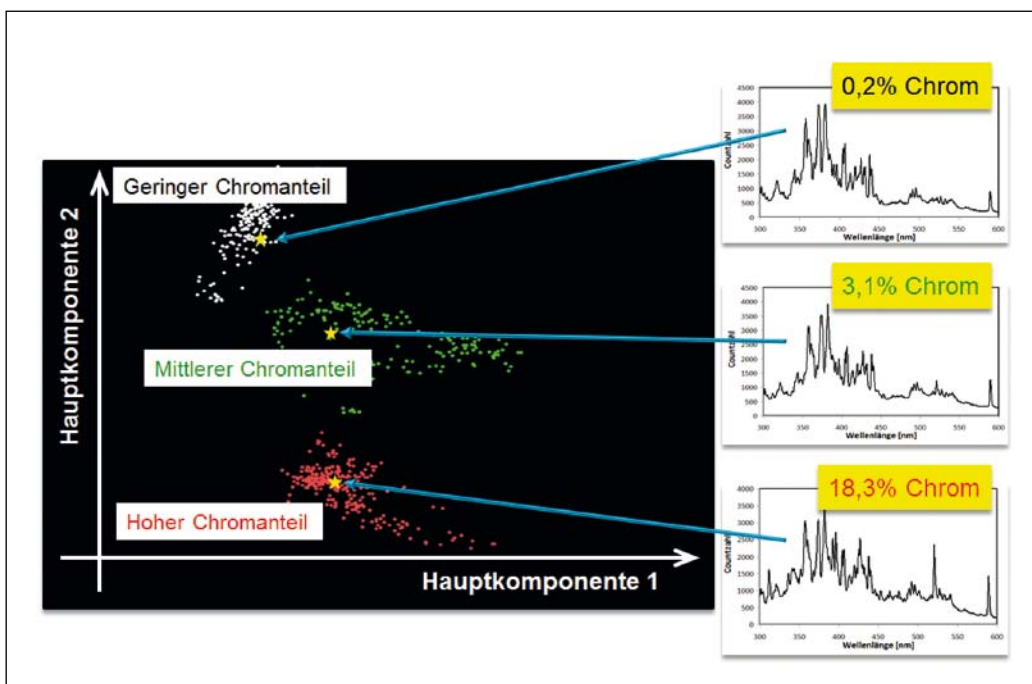 Hauptkomponente 2
Geringer Chromanteil
Mittlerer Chromanteil
Hoher Chromanteil
Hauptkomponente 1
0,2% Chrom
Countzahl
4500
4000
3500
3000
2500
2000
1500
1000
500
0
300 350 400 450 500 550 600
Wellenlänge [nm]
3,1% Chrom
Countzahl
4500
4000
3500
3000
2500
2000
1500
1000
500
0
300 350 400 450 500 550 600
Wellenlänge [nm]
18,3% Chrom
Countzahl
4000
3500
3000
2500
2000
1500
1000
500
0
300 350 400 450 500 550 600
Wellenlänge [nm]